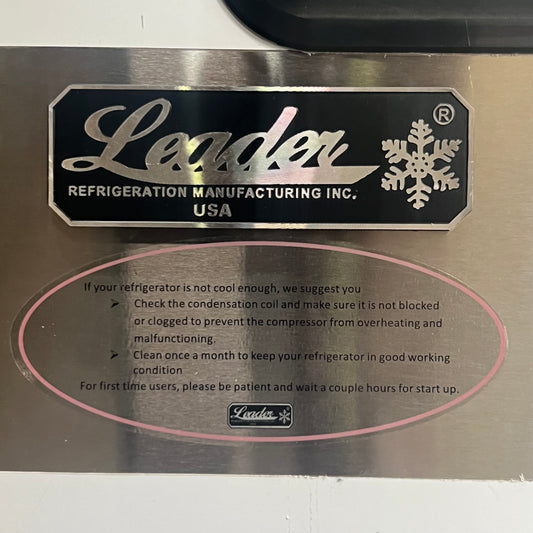 Leader ®
REFRIGERATION MANUFACTURING INC.
USA
If your refrigerator is not cool enough, we suggest you
➢ Check the condensation coil and make sure it is not blocked
or clogged to prevent the compressor from overheating and
malfunctioning.
➢ Clean once a month to keep your refrigerator in good working
condition
For first time users, please be patient and wait a couple hours for start up.
Leader